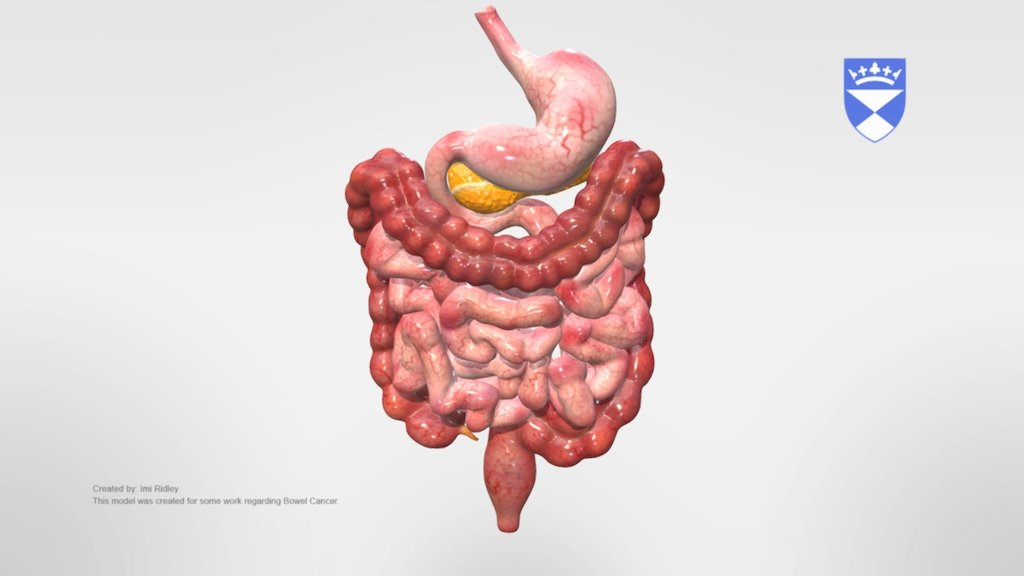 Created by: Imi Ridley
This model was created for some work regarding Bowel Cancer.